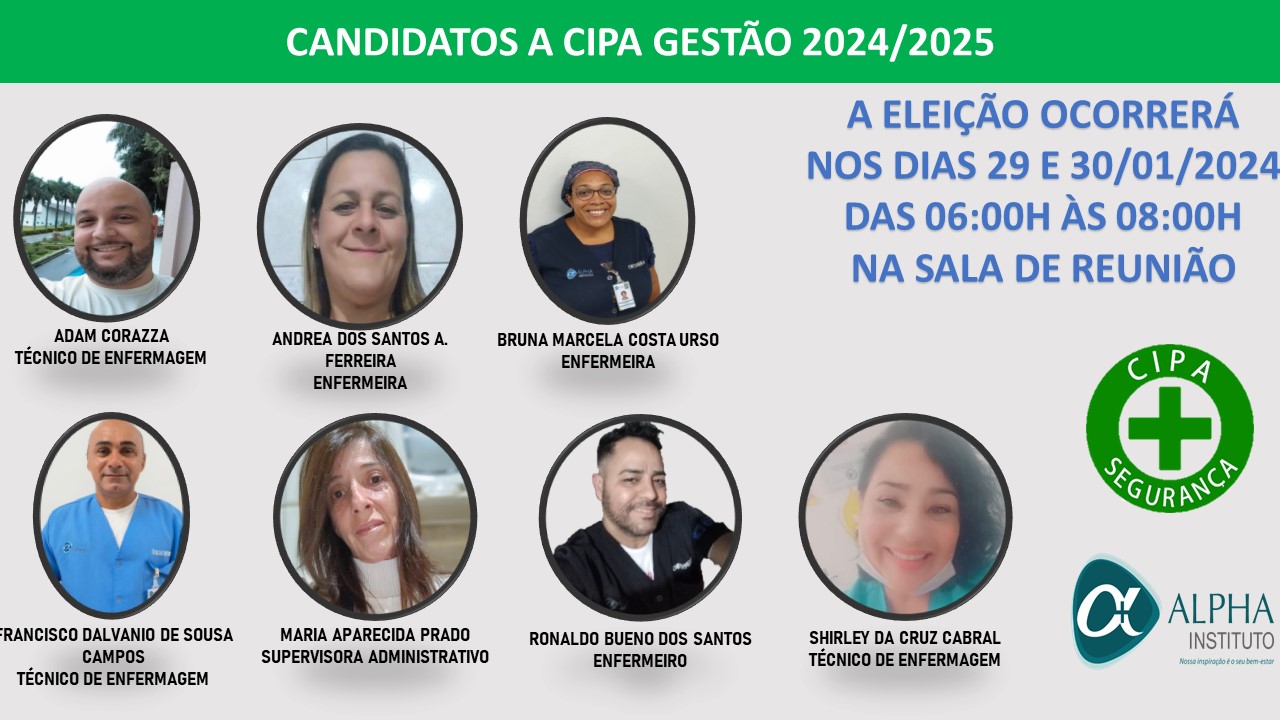 CANDIDATOS A CIPA GESTÃO 2024/2025
A ELEIÇÃO OCORRERÁ
NOS DIAS 29 E 30/01/2024
DAS 06:00H ÀS 08:00H
NA SALA DE REUNIÃO
ADAM CORAZZA
TÉCNICO DE ENFERMAGEM
ANDREA DOS SANTOS A.
FERREIRA
ENFERMEIRA
BRUNA MARCELA COSTA URSO
ENFERMEIRA
FRANCISCO DALVANIO DE SOUSA
CAMPOS
TÉCNICO DE ENFERMAGEM
MARIA APARECIDA PRADO
SUPERVISORA ADMINISTRATIVO
RONALDO BUENO DOS SANTOS
ENFERMEIRO
SHIRLEY DA CRUZ CABRAL
TÉCNICO DE ENFERMAGEM
CIPA
SEGURANÇA
ALPHA
INSTITUTO
Nossa inspiração é o seu bem-estar